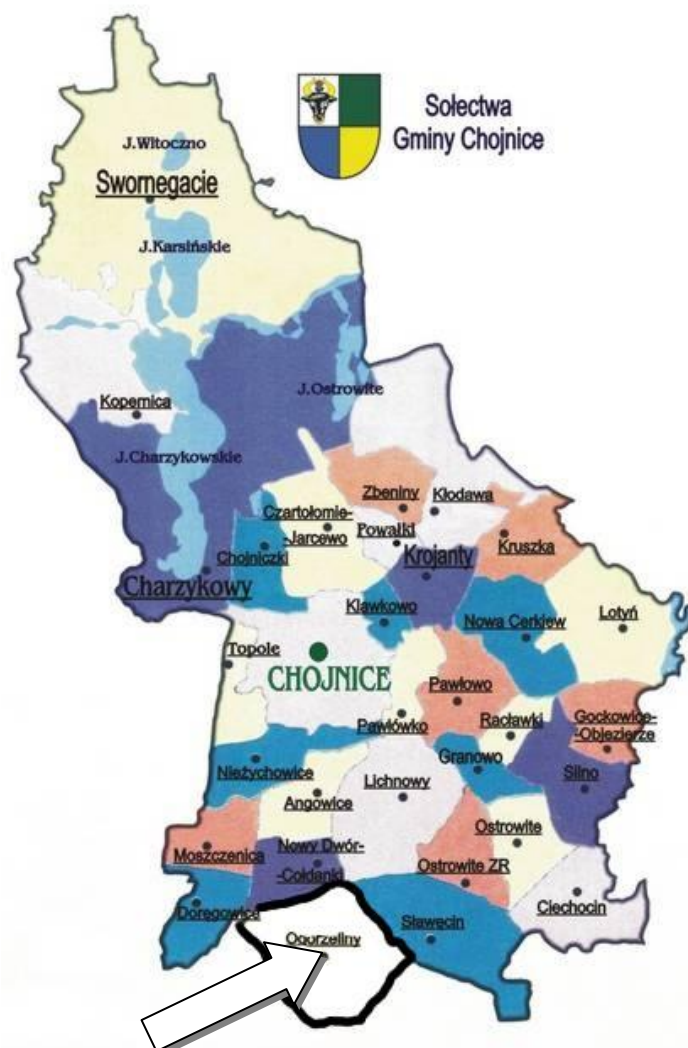 Sołectwa
Gminy Chojnice
J.Witoczno
Swornegacie
J.Karsińskie
J.Ostrowite
Kopernica
J.Charzykowskie
Zbeniny
Kłodawa
Czartołomie-
-Jarcewo
Powałki
Kruszka
Chojniczki
Krojanty
Charzykowy
Klawkowo
Nowa Cerkiew
Lotyń
Topole
CHOJNICE
Pawłowo
Pawłówko
Racławki
Gockowice-
-Objezierze
Nieżychowice
Lichnowy
Granowo
Silno
Angowice
Ostrowite
Moszczenica
Nowy Dwór-
-Cołdanki
Ostrowite ZR
Doręgowice
Ciechocin
Sławęcin
Ogorzeliny